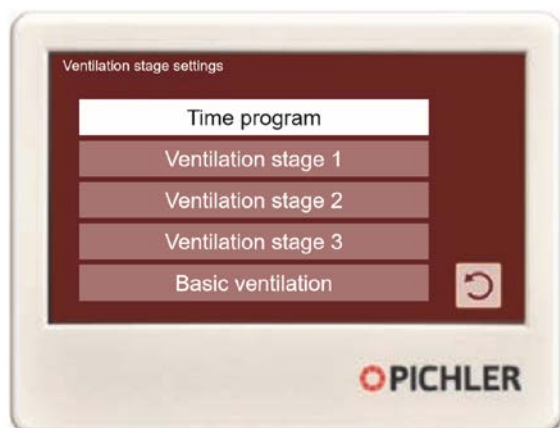 Ventilation stage settings
Time program
Ventilation stage 1
Ventilation stage 2
Ventilation stage 3
Basic ventilation
PICHLER